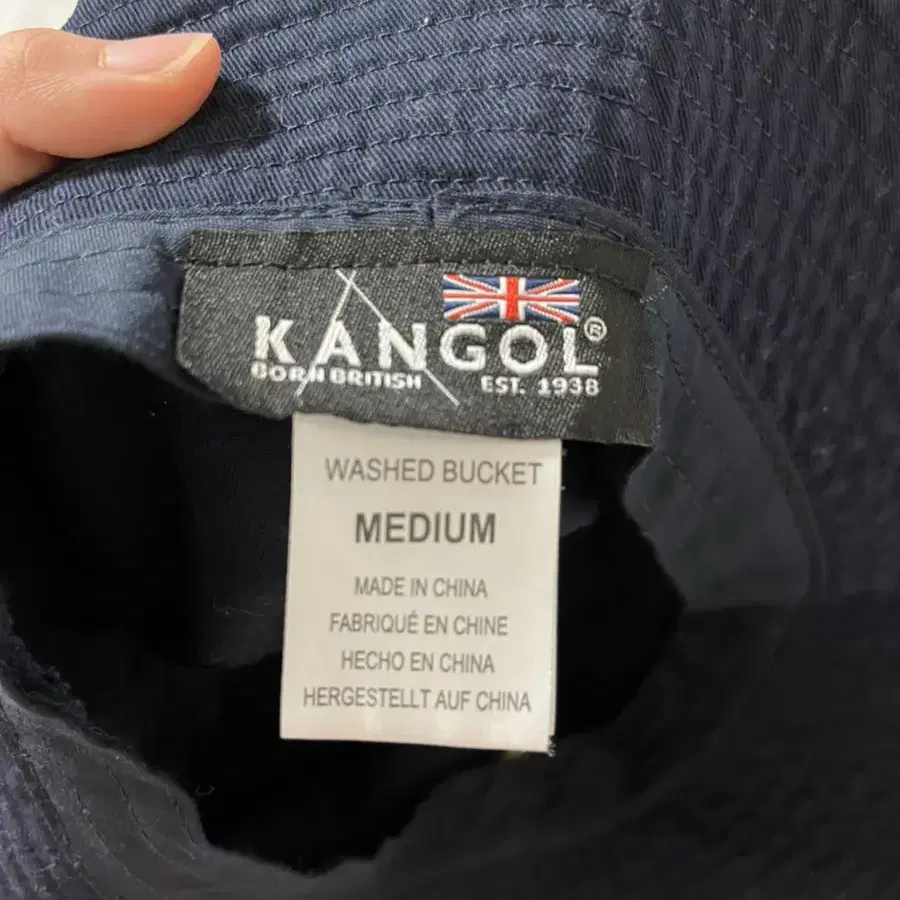 KANGOL®
BORN BRITISH EST. 1938
WASHED BUCKET
MEDIUM
MADE IN CHINA
FABRIQUÉ EN CHINE
HECHO EN CHINA
HERGESTELLT AUF CHINA